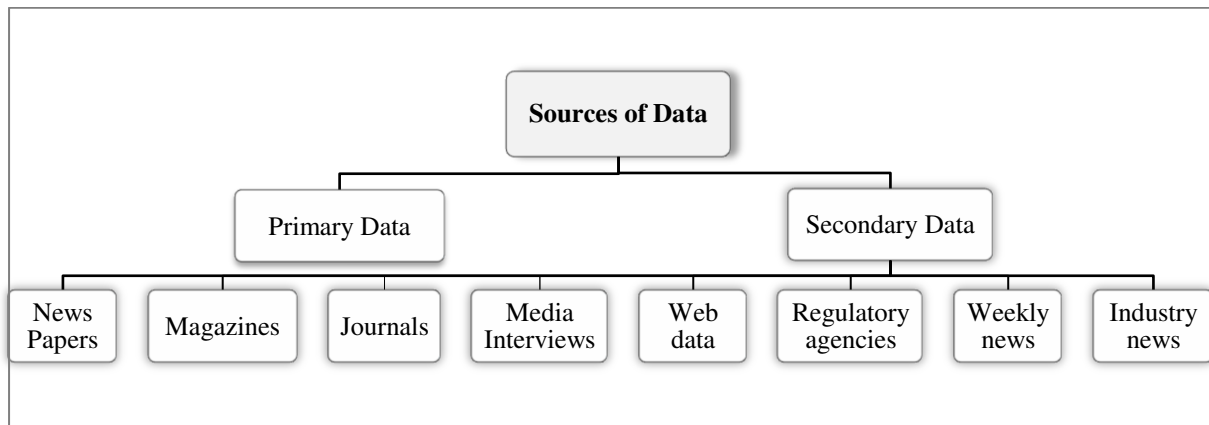 Sources of Data
Primary Data
Secondary Data
News
Papers
Magazines
Journals
Media
Interviews
Web
data
Regulatory
agencies
Weekly
news
Industry
news